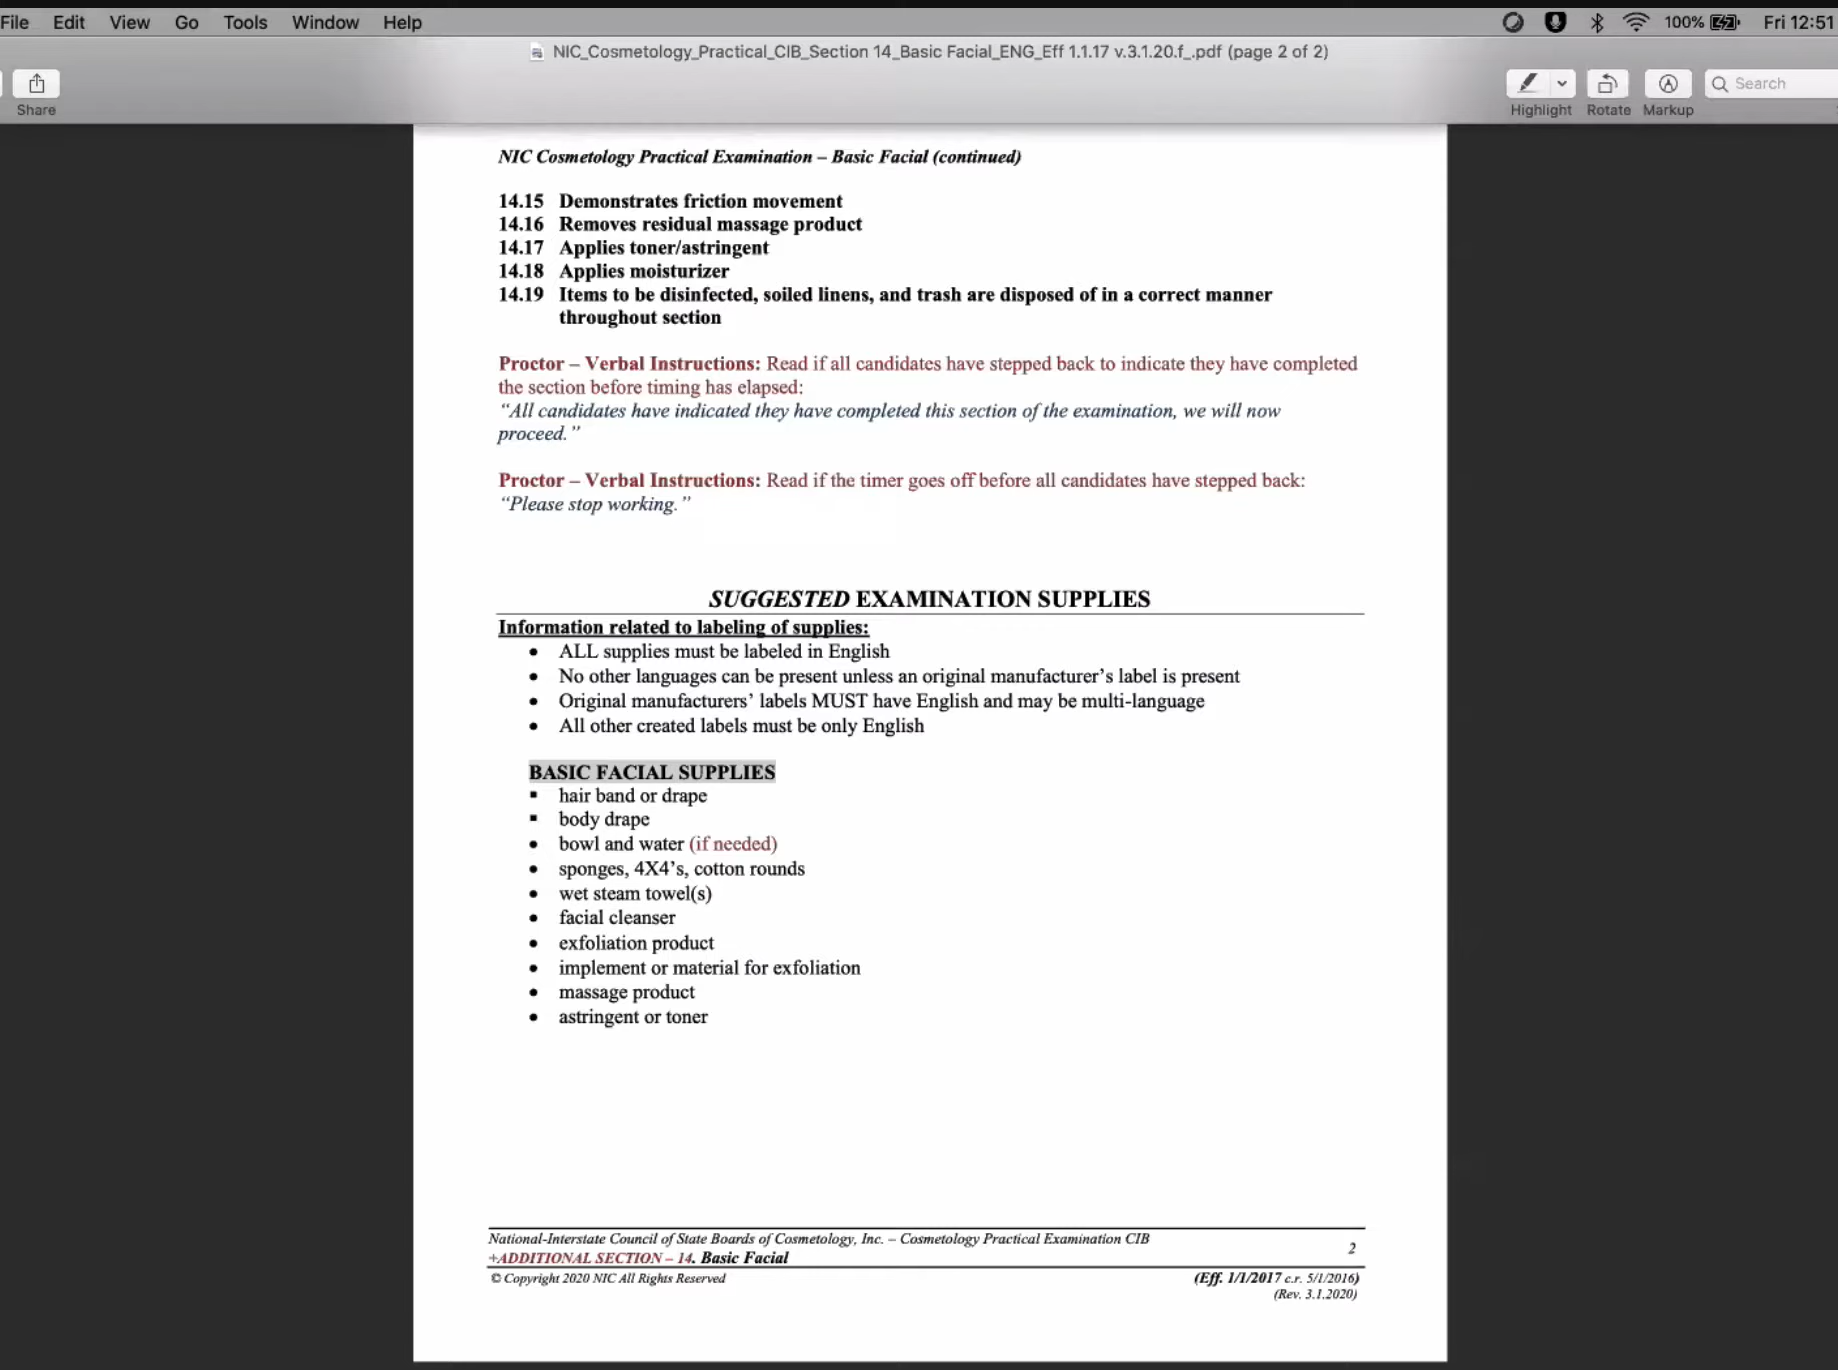 File Edit View Go Tools Window Help 100% Fri 12:51
NIC_Cosmetology_Practical_CIB_Section 14_Basic Facial_ENG_Eff 1.1.17 v.3.1.20.f_.pdf (page 2 of 2)
Search
Share Highlight Rotate Markup
NIC Cosmetology Practical Examination – Basic Facial (continued)
14.15 Demonstrates friction movement
14.16 Removes residual massage product
14.17 Applies toner/astringent
14.18 Applies moisturizer
14.19 Items to be disinfected, soiled linens, and trash are disposed of in a correct manner
throughout section
Proctor – Verbal Instructions: Read if all candidates have stepped back to indicate they have completed
the section before timing has elapsed:
“All candidates have indicated they have completed this section of the examination, we will now
proceed.”
Proctor – Verbal Instructions: Read if the timer goes off before all candidates have stepped back:
“Please stop working.”
SUGGESTED EXAMINATION SUPPLIES
Information related to labeling of supplies:
• ALL supplies must be labeled in English
• No other languages can be present unless an original manufacturer’s label is present
• Original manufacturers’ labels MUST have English and may be multi-language
• All other created labels must be only English
BASIC FACIAL SUPPLIES
▪ hair band or drape
▪ body drape
• bowl and water (if needed)
• sponges, 4X4’s, cotton rounds
• wet steam towel(s)
• facial cleanser
• exfoliation product
• implement or material for exfoliation
• massage product
• astringent or toner
National-Interstate Council of State Boards of Cosmetology, Inc. – Cosmetology Practical Examination CIB
+ADDITIONAL SECTION – 14. Basic Facial
2
© Copyright 2020 NIC All Rights Reserved (Eff. 1/1/2017 c.r. 5/1/2016)
(Rev. 3.1.2020)